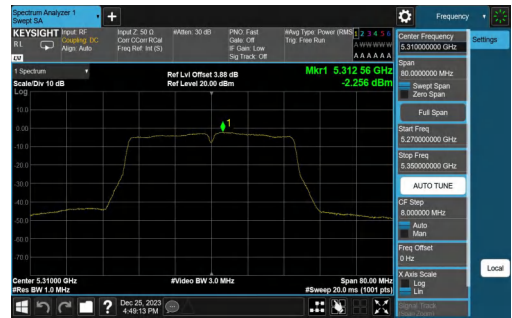 Spectrum Analyzer 1
Swept SA
Frequency
KEYSIGHT
RL
LV
Input: RF
Coupling: DC
Align: Auto
Input Z: 50 Ω
Corr CCorr RCal
Freq Ref: Int (S)
#Atten: 30 dB
PNO: Fast
Gate: Off
IF Gain: Low
Sig Track: Off
#Avg Type: Power (RMS
Trig: Free Run
1 2 3 4 5 6
A W W W W W
A A A A A A
1 Spectrum
Scale/Div 10 dB
Log
Ref Lvl Offset 3.88 dB
Ref Level 20.00 dBm
Mkr1 5.312 56 GHz
-2.256 dBm
1
10.0
0.00
-10.0
-20.0
-30.0
-40.0
-50.0
-60.0
-70.0
Center 5.31000 GHz
#Res BW 1.0 MHz
#Video BW 3.0 MHz
Span 80.00 MHz
#Sweep 20.0 ms (1001 pts)
Center Frequency
5.310000000 GHz
Span
80.0000000 MHz
Swept Span
Zero Span
Full Span
Start Freq
5.270000000 GHz
Stop Freq
5.350000000 GHz
AUTO TUNE
CF Step
8.000000 MHz
Auto
Man
Freq Offset
0 Hz
X Axis Scale
Log
Lin
Signal Track
Settings
Local
?
Dec 25, 2023
4:49:13 PM